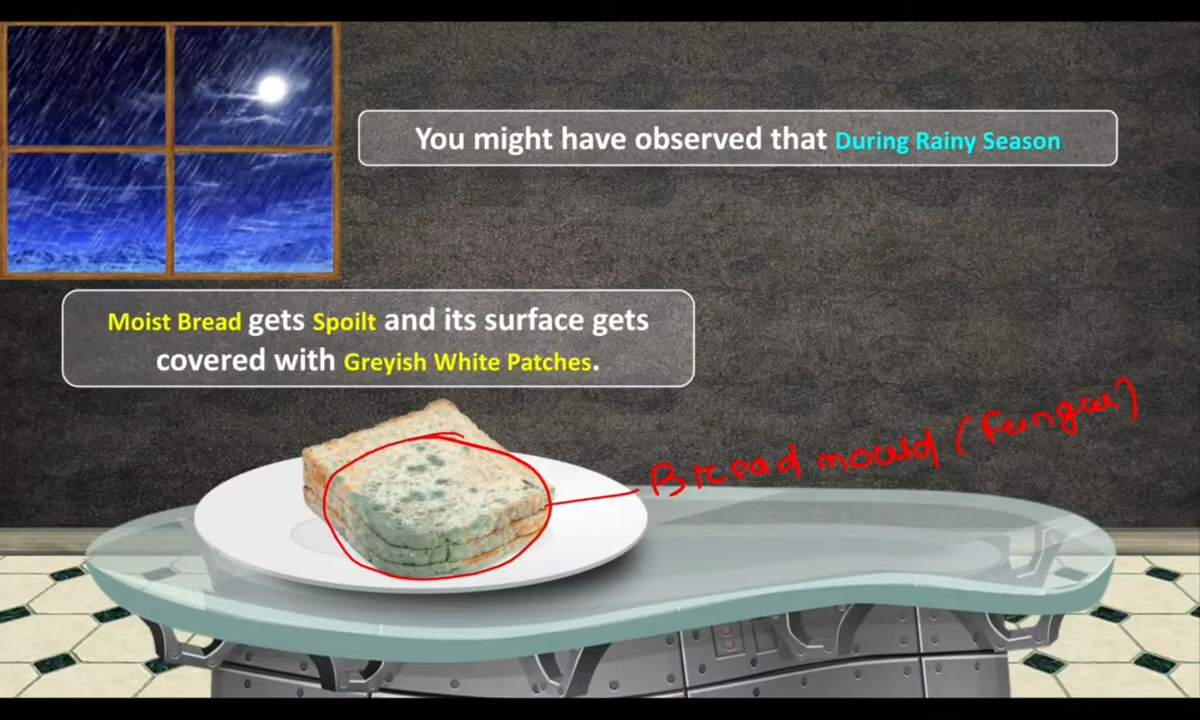 You might have observed that During Rainy Season
Moist Bread gets Spoilt and its surface gets
covered with Greyish White Patches.
Bread mould (fungus)